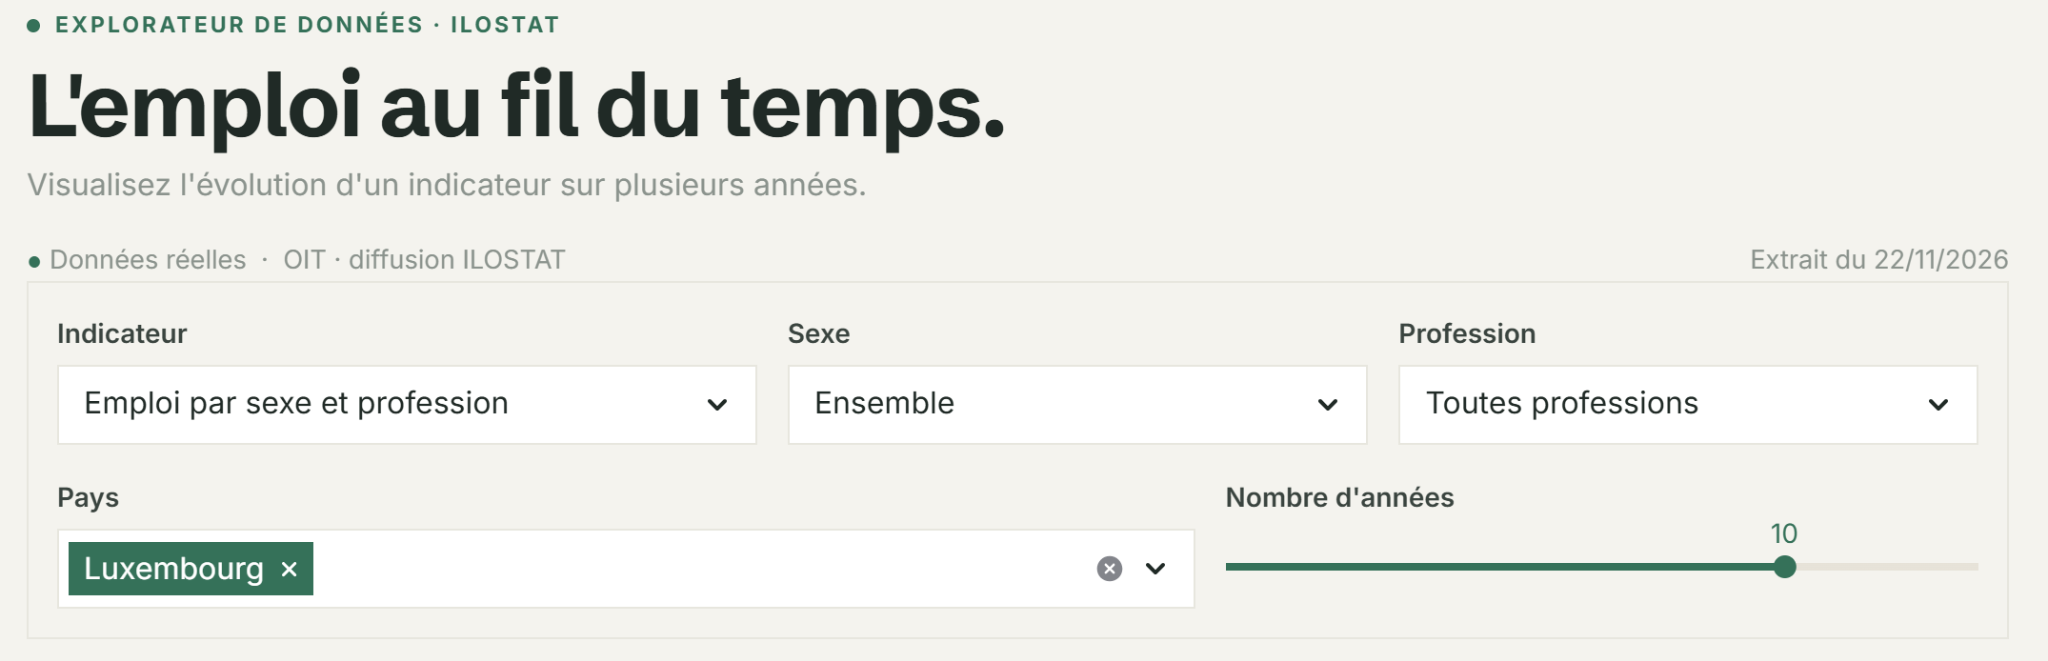 EXPLORATEUR DE DONNÉES · ILOSTAT
L'emploi au fil du temps.
Visualisez l'évolution d'un indicateur sur plusieurs années.
Données réelles · OIT · diffusion ILOSTAT
Extrait du 22/11/2026
Indicateur
Sexe
Profession
Emploi par sexe et profession
Ensemble
Toutes professions
Pays
Nombre d'années
10
Luxembourg ×